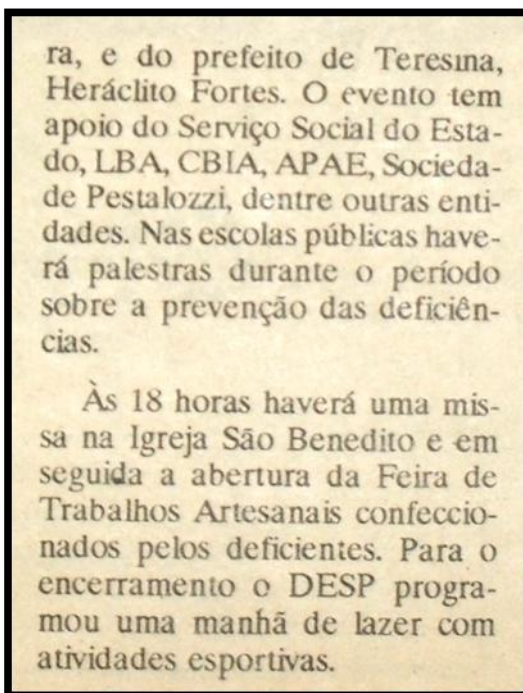 ra, e do prefeito de Teresina,
Heráclito Fortes. O evento tem
apoio do Serviço Social do Esta-
do, LBA, CBIA, APAE, Socieda-
de Pestalozzi, dentre outras enti-
dades. Nas escolas públicas have-
rá palestras durante o período
sobre a prevenção das deficiên-
cias.
Às 18 horas haverá uma mis-
sa na Igreja São Benedito e em
seguida a abertura da Feira de
Trabalhos Artesanais confeccio-
nados pelos deficientes. Para o
encerramento o DESP progra-
mou uma manhã de lazer com
atividades esportivas.